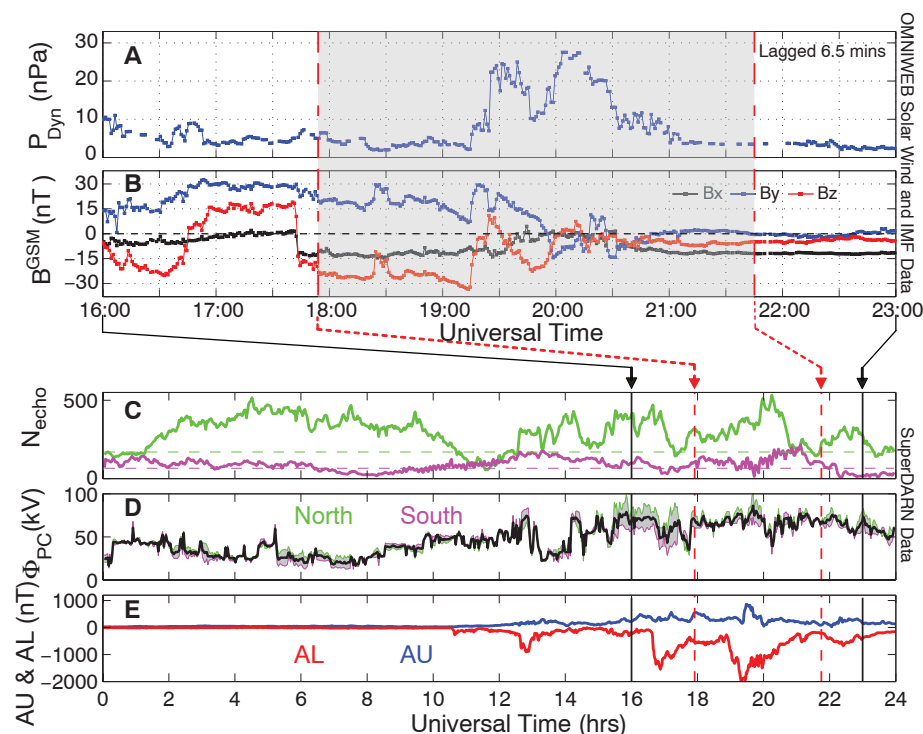 A
Lagged 6.5 mins
P_Dyn (nPa)
30
20
10
0
OMNIWEB Solar Wind and IMF Data
B
Bx By Bz
B^GSM (nT)
30
15
0
−15
−30
16:00 17:00 18:00 19:00 20:00 21:00 22:00 23:00
Universal Time
C
N_echo
500
0
SuperDARN Data
D
North South
Φ_PC (kV)
100
50
0
E
AL AU
AU & AL (nT)
1000
0
−1000
−2000
0 2 4 6 8 10 12 14 16 18 20 22 24
Universal Time (hrs)